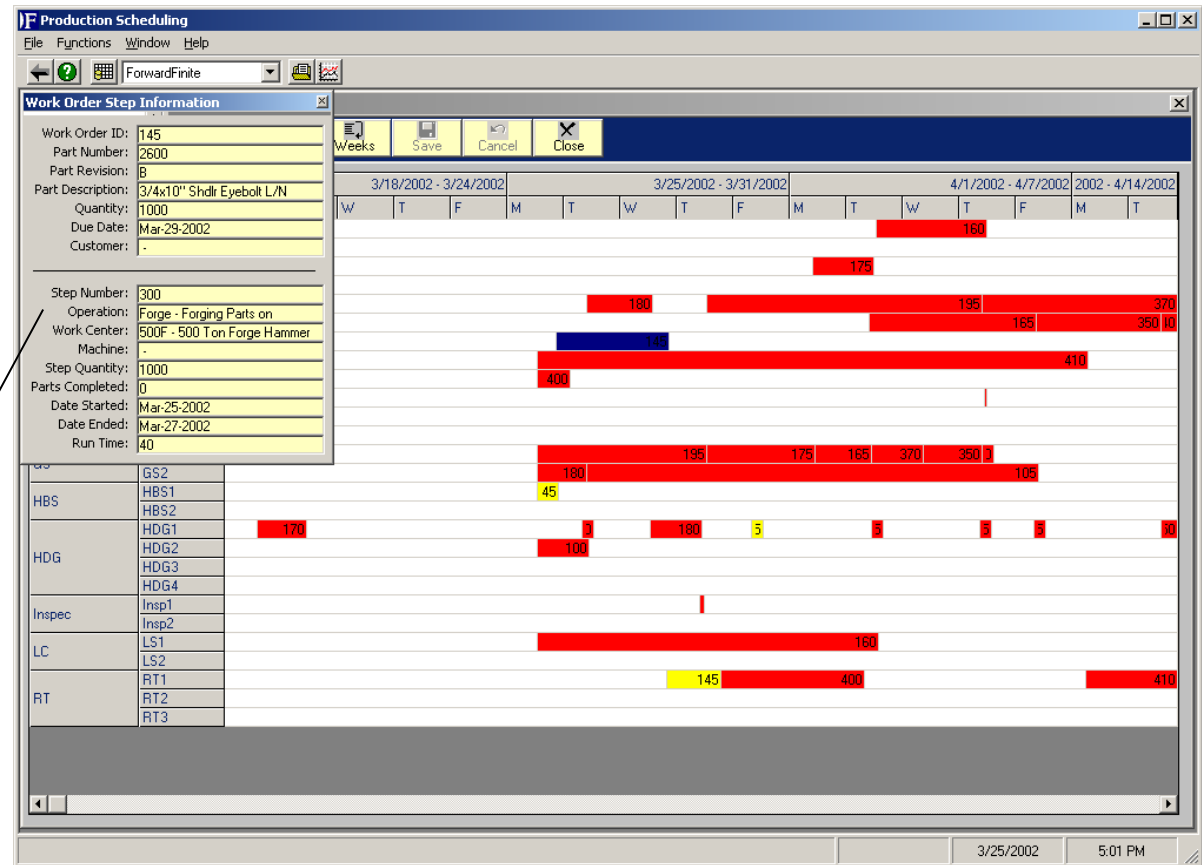 Production Scheduling
File Functions Window Help
ForwardFinite
Work Order Step Information
Weeks Save Cancel Close
Work Order ID: 145
Part Number: 2600
Part Revision: B
Part Description: 3/4x10" Shdlr Eyebolt L/N
Quantity: 1000
Due Date: Mar-29-2002
Customer: -
Step Number: 300
Operation: Forge - Forging Parts on
Work Center: 500F - 500 Ton Forge Hammer
Machine: -
Step Quantity: 1000
Parts Completed: 0
Date Started: Mar-25-2002
Date Ended: Mar-27-2002
Run Time: 40
3/18/2002 - 3/24/2002 3/25/2002 - 3/31/2002 4/1/2002 - 4/7/2002 2002 - 4/14/2002
W T F M T W T F M T W T F M T
160
175
180 195 370
165 350
145
410
400
195 175 165 370 350
GS2 180 105
HBS
HBS1 45
HBS2
HDG
HDG1 170 180 5 5 5 5
HDG2 100
HDG3
HDG4
Inspec
Insp1
Insp2
LC
LS1 160
LS2
RT
RT1 145 400 410
RT2
RT3
3/25/2002 5:01 PM